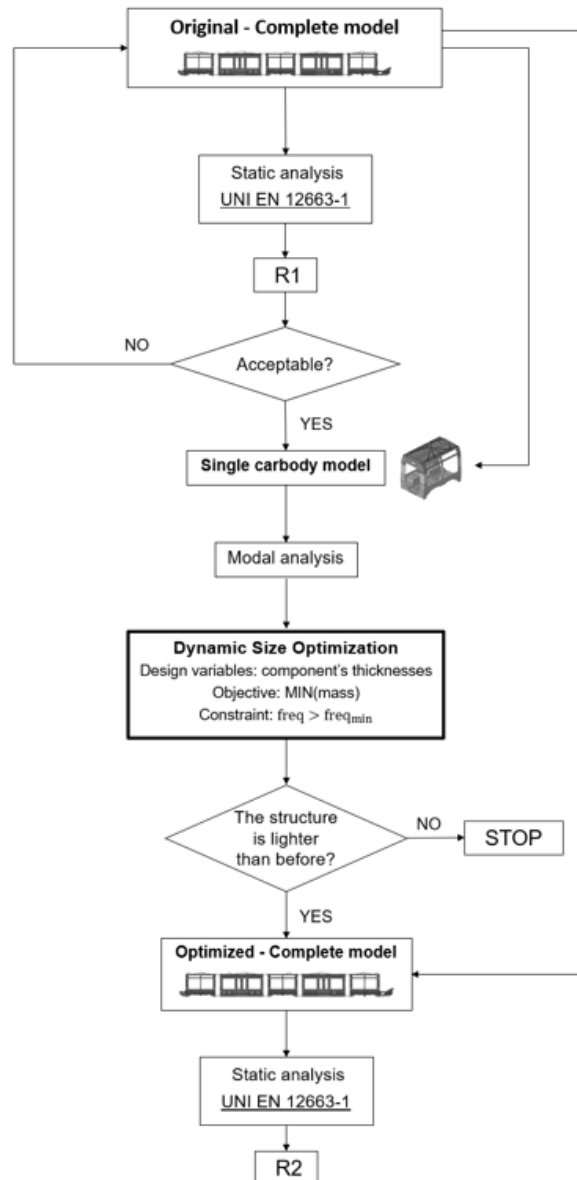 Original - Complete model
Static analysis
UNI EN 12663-1
R1
NO
Acceptable?
YES
Single carbody model
Modal analysis
Dynamic Size Optimization
Design variables: component's thicknesses
Objective: MIN(mass)
Constraint: freq > freqmin
The structure
is lighter
than before?
NO
STOP
YES
Optimized - Complete model
Static analysis
UNI EN 12663-1
R2